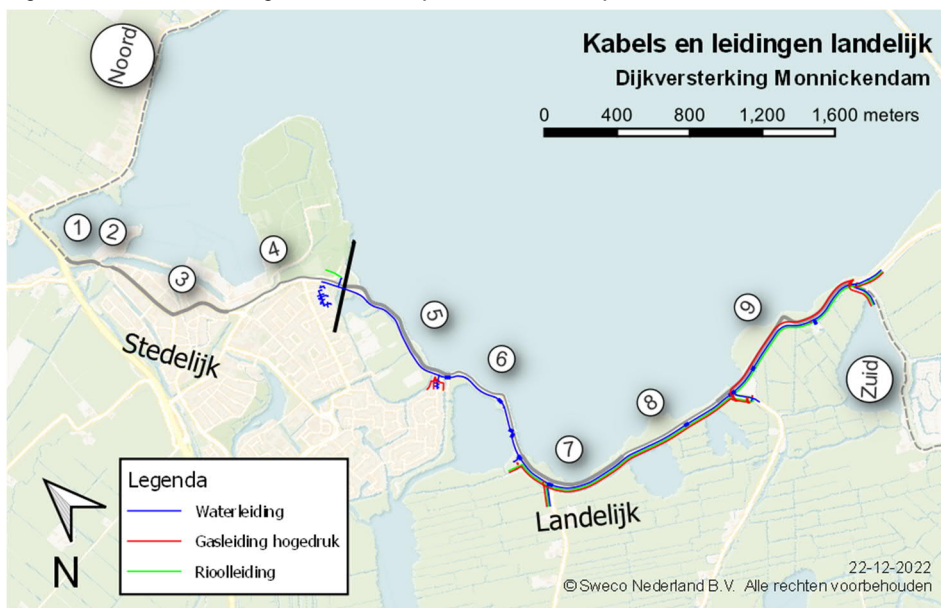 Noord
Kabels en leidingen landelijk
Dijkversterking Monnickendam
0 400 800 1,200 1,600 meters
1
2
3
4
5
6
7
8
9
Stedelijk
Landelijk
Zuid
Legenda
Waterleiding
Gasleiding hogedruk
Rioolleiding
N
22-12-2022
© Sweco Nederland B.V. Alle rechten voorbehouden